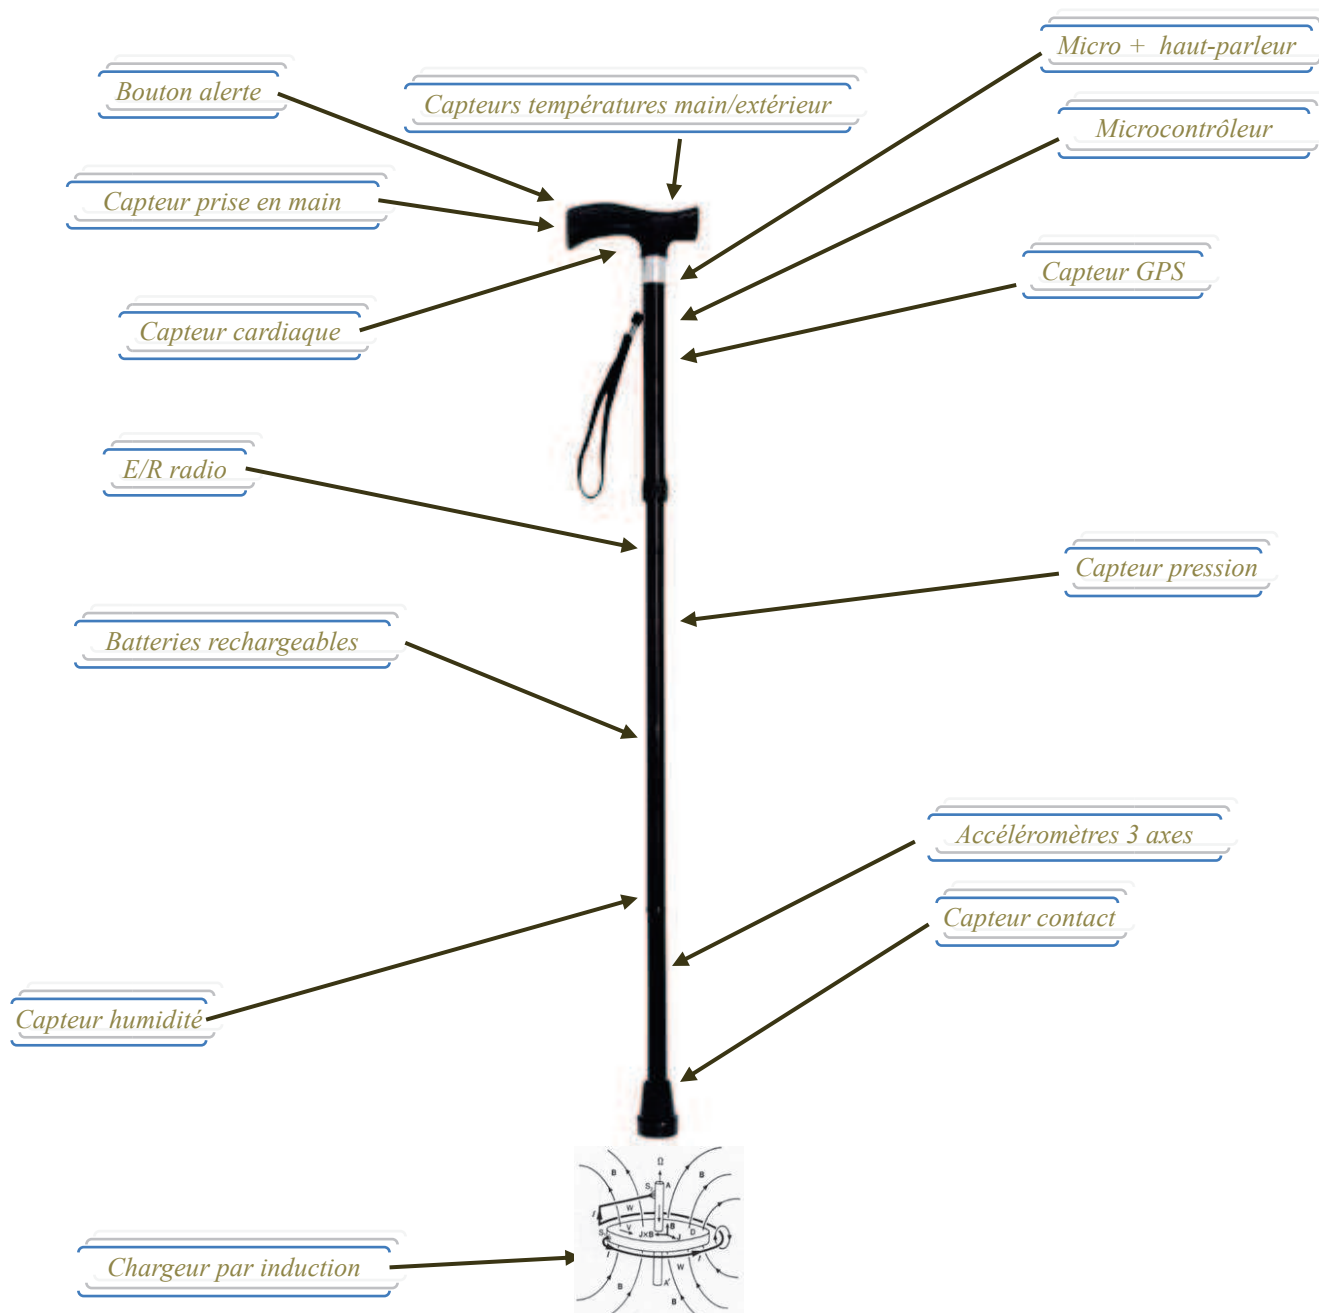 Micro + haut-parleur
Bouton alerte
Capteurs températures main/extérieur
Microcontrôleur
Capteur prise en main
Capteur GPS
Capteur cardiaque
E/R radio
Capteur pression
Batteries rechargeables
Accéléromètres 3 axes
Capteur contact
Capteur humidité
Chargeur par induction
Ω
B
B
A
W
B
V
J×B
J
D
I
I
W
A'
B
B